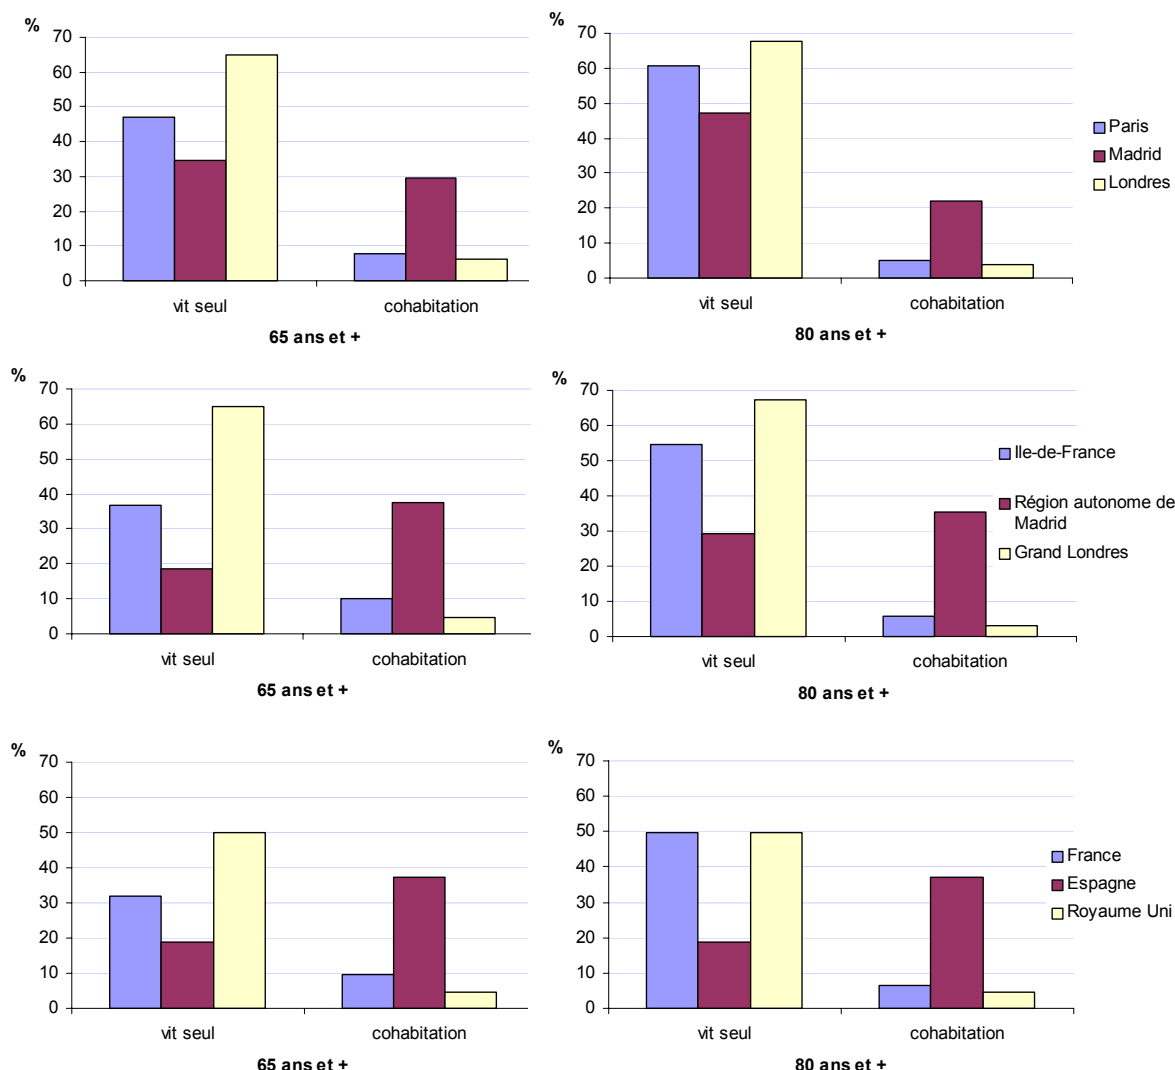 %
70
60
50
40
30
20
10
0
vit seul
cohabitation
65 ans et +
70
60
50
40
30
20
10
0
vit seul
cohabitation
80 ans et +
Paris
Madrid
Londres
%
70
60
50
40
30
20
10
0
vit seul
cohabitation
65 ans et +
%
70
60
50
40
30
20
10
0
vit seul
cohabitation
80 ans et +
Ile-de-France
Région autonome de
Madrid
Grand Londres
%
70
60
50
40
30
20
10
0
vit seul
cohabitation
65 ans et +
%
70
60
50
40
30
20
10
0
vit seul
cohabitation
80 ans et +
France
Espagne
Royaume Uni